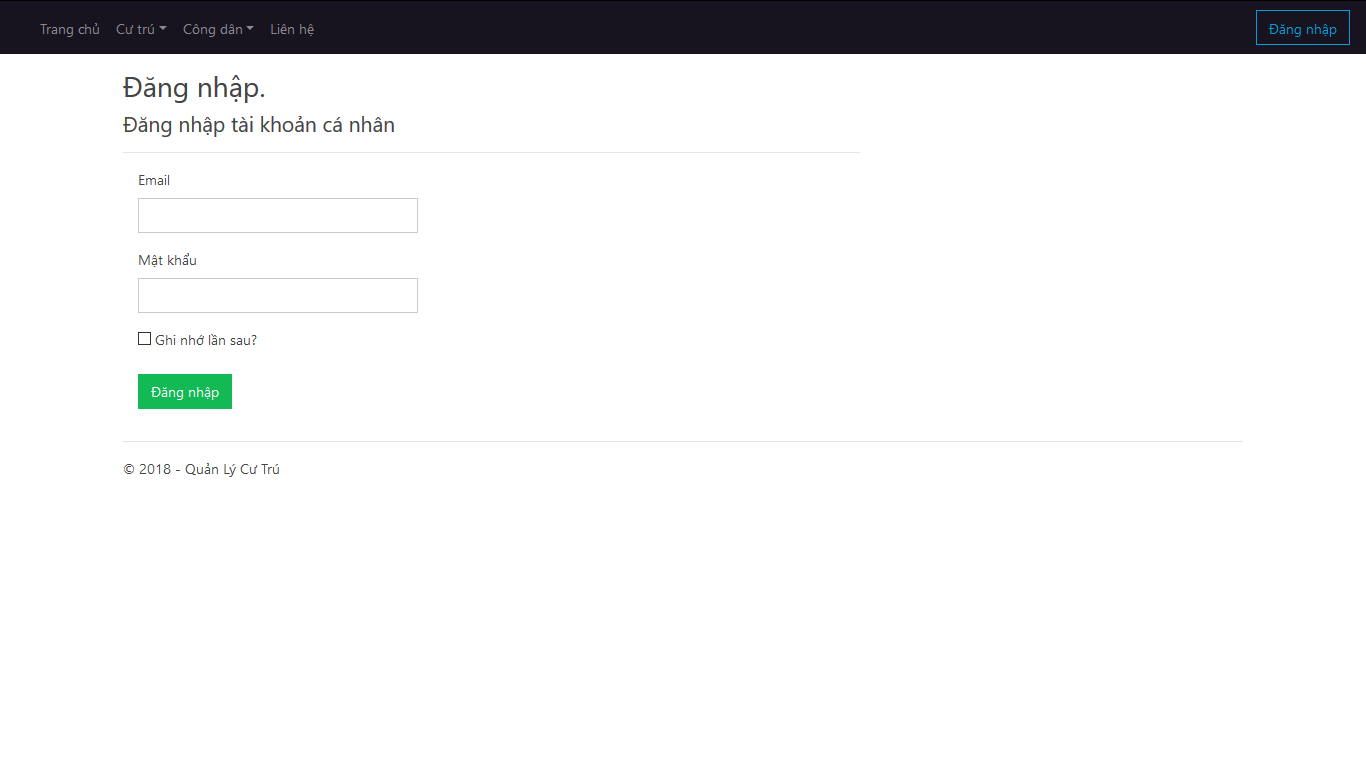 Trang chủ Cư trú Công dân Liên hệ Đăng nhập
Đăng nhập.
Đăng nhập tài khoản cá nhân
Email
Mật khẩu
Ghi nhớ lần sau?
Đăng nhập
© 2018 - Quản Lý Cư Trú